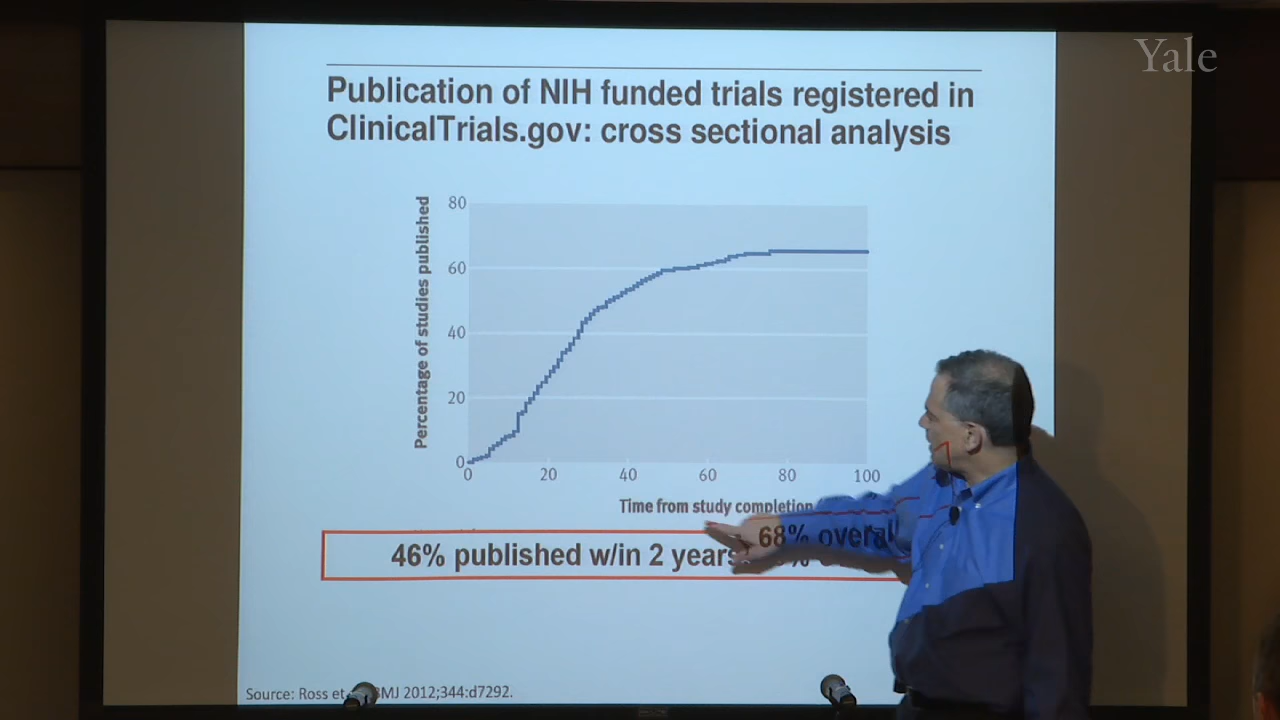 Yale
Publication of NIH funded trials registered in
ClinicalTrials.gov: cross sectional analysis
Percentage of studies published
80
60
40
20
0
0 20 40 60 80 100
Time from study completion
46% published w/in 2 years 68% overall
Source: Ross et MJ 2012;344:d7292.